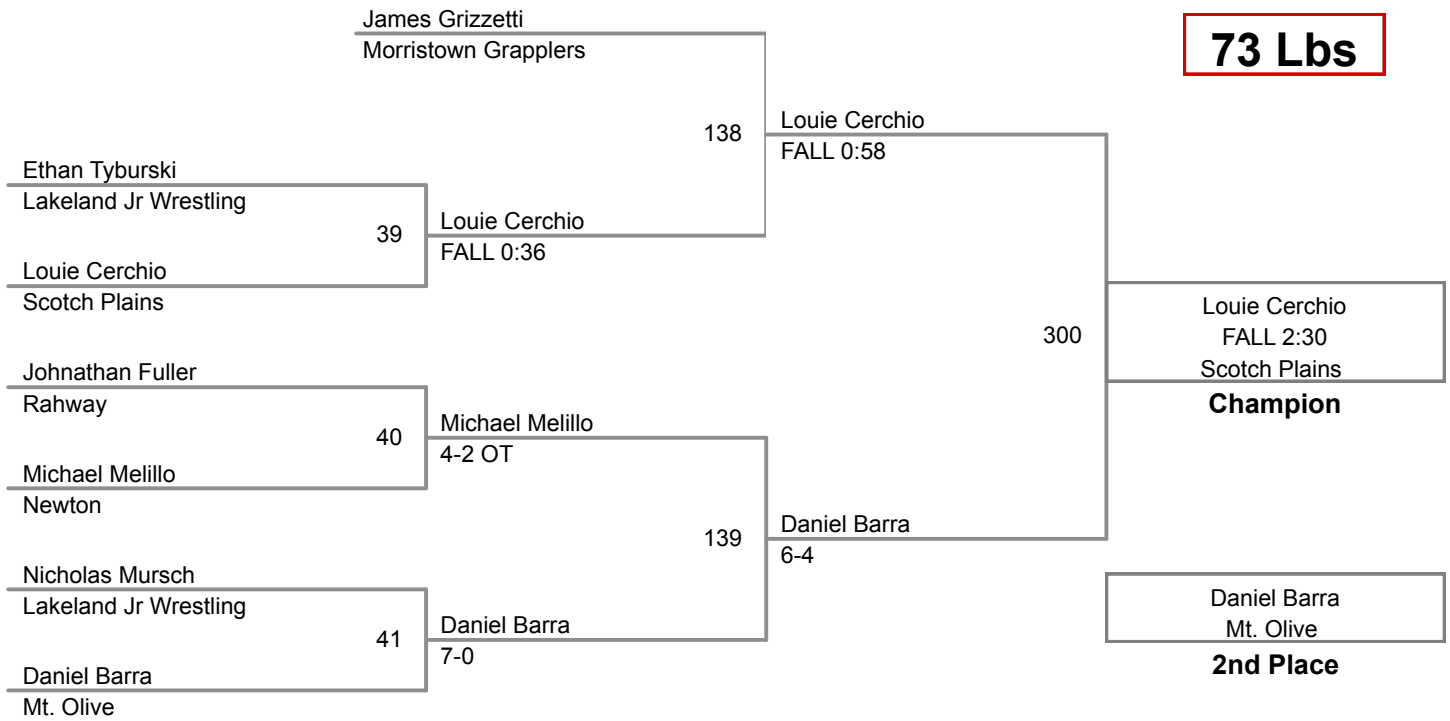 James Grizzetti
Morristown Grapplers
73 Lbs
138
Louie Cerchio
FALL 0:58
Ethan Tyburski
Lakeland Jr Wrestling
39
Louie Cerchio
FALL 0:36
Louie Cerchio
Scotch Plains
300
Louie Cerchio
FALL 2:30
Scotch Plains
Champion
Johnathan Fuller
Rahway
40
Michael Melillo
4-2 OT
Michael Melillo
Newton
139
Daniel Barra
6-4
Nicholas Mursch
Lakeland Jr Wrestling
41
Daniel Barra
7-0
Daniel Barra
Mt. Olive
Daniel Barra
Mt. Olive
2nd Place